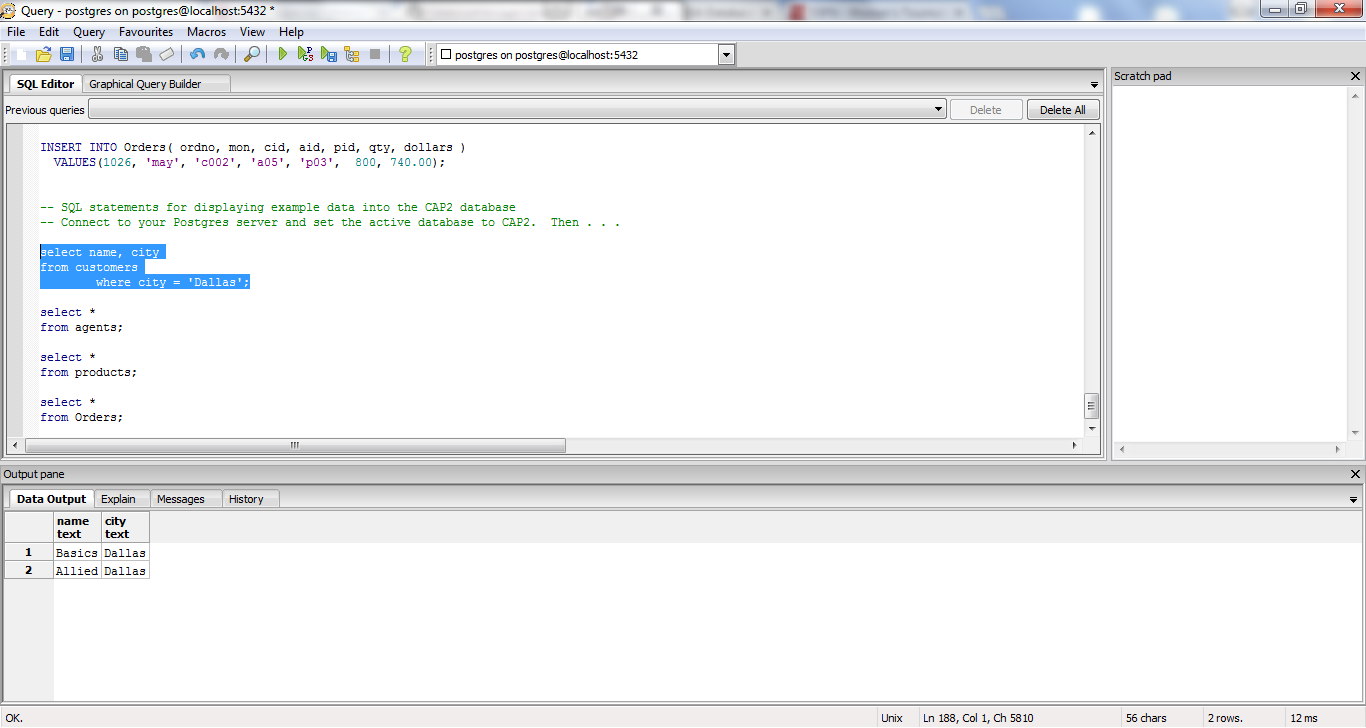 Query - postgres on postgres@localhost:5432 *
File Edit Query Favourites Macros View Help
postgres on postgres@localhost:5432
SQL Editor Graphical Query Builder
Previous queries Delete Delete All
INSERT INTO Orders( ordno, mon, cid, aid, pid, qty, dollars )
VALUES(1026, 'may', 'c002', 'a05', 'p03', 800, 740.00);
-- SQL statements for displaying example data into the CAP2 database
-- Connect to your Postgres server and set the active database to CAP2. Then . . .
select name, city
from customers
where city = 'Dallas';
select *
from agents;
select *
from products;
select *
from Orders;
Scratch pad
Output pane
Data Output Explain Messages History
name city
text text
1 Basics Dallas
2 Allied Dallas
OK. Unix Ln 188, Col 1, Ch 5810 56 chars 2 rows. 12 ms